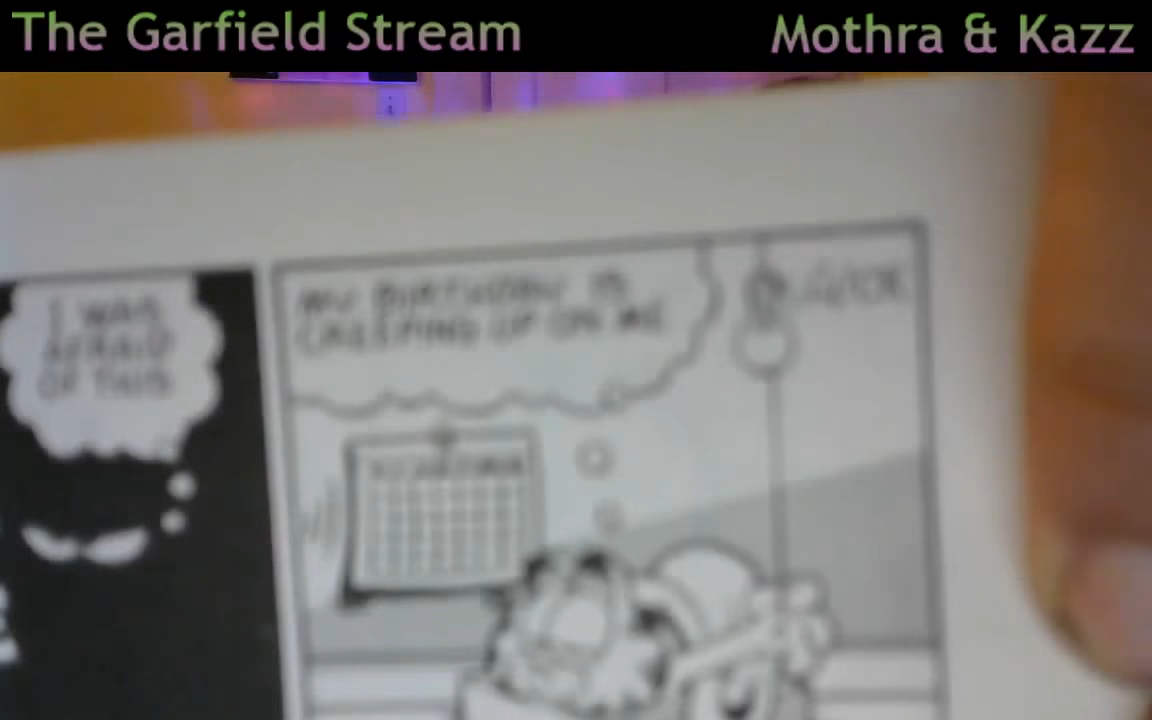 The Garfield Stream
Mothra & Kazz
I WAS
AFRAID
OF THIS
MY BIRTHDAY IS
CREEPING UP ON ME
CLICK